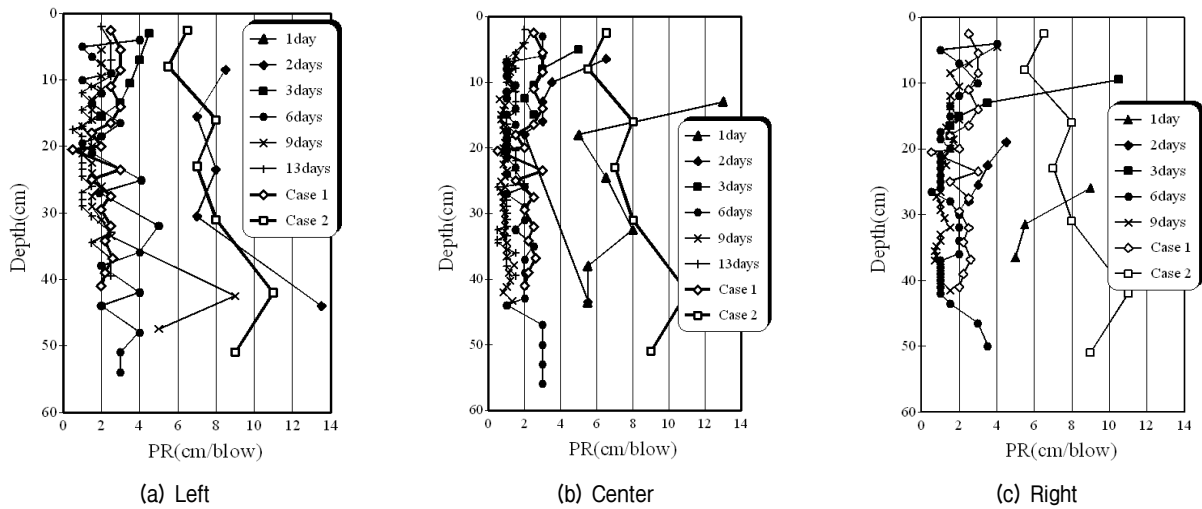 0
10
20
30
40
50
60
Depth(cm)
0 2 4 6 8 10 12 14
PR(cm/blow)
1day
2days
3days
6days
9days
13days
Case 1
Case 2
(a) Left
0
10
20
30
40
50
60
Depth(cm)
0 2 4 6 8 10 12 14
PR(cm/blow)
1day
2days
3days
6days
9days
13days
Case 1
Case 2
(b) Center
0
10
20
30
40
50
60
Depth(cm)
0 2 4 6 8 10 12 14
PR(cm/blow)
1day
2days
3days
6days
9days
Case 1
Case 2
(c) Right